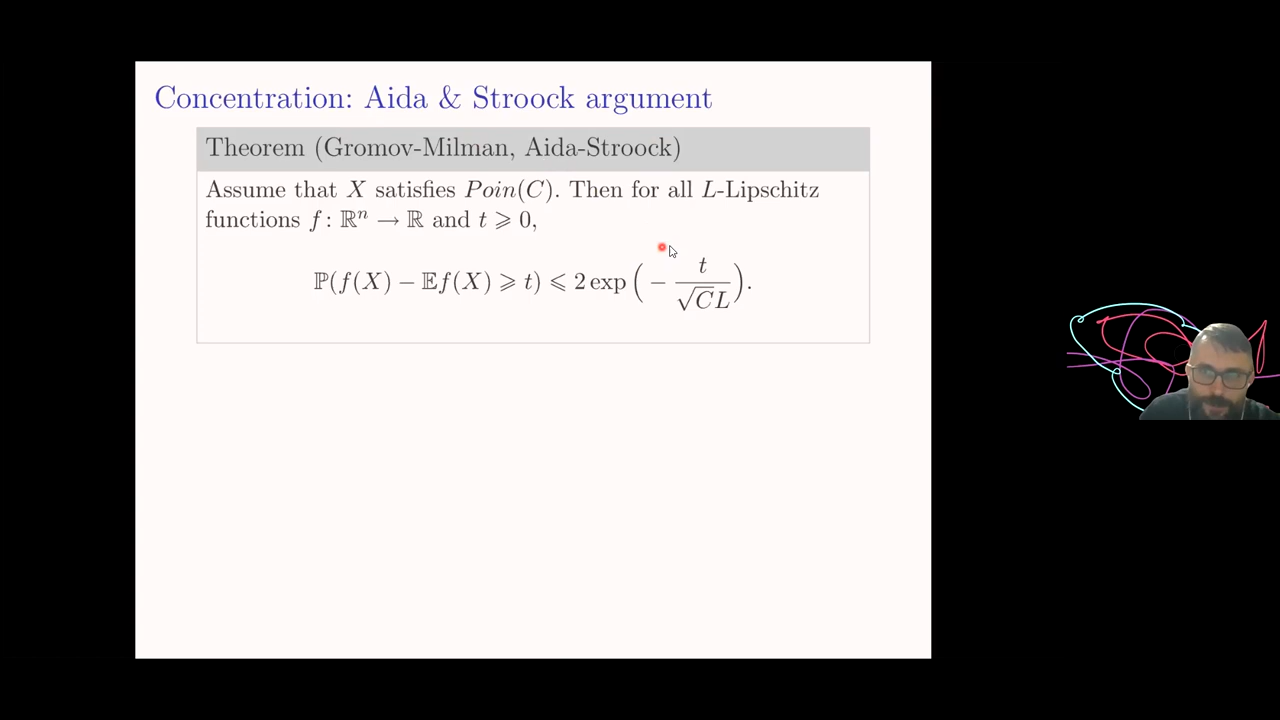 Concentration: Aida & Stroock argument
Theorem (Gromov-Milman, Aida-Stroock)
Assume that X satisfies Poin(C). Then for all L-Lipschitz
functions f: ℝⁿ → ℝ and t ⩾ 0,
ℙ(f(X) − 𝔼f(X) ⩾ t) ⩽ 2 exp(− t/(√C L)).